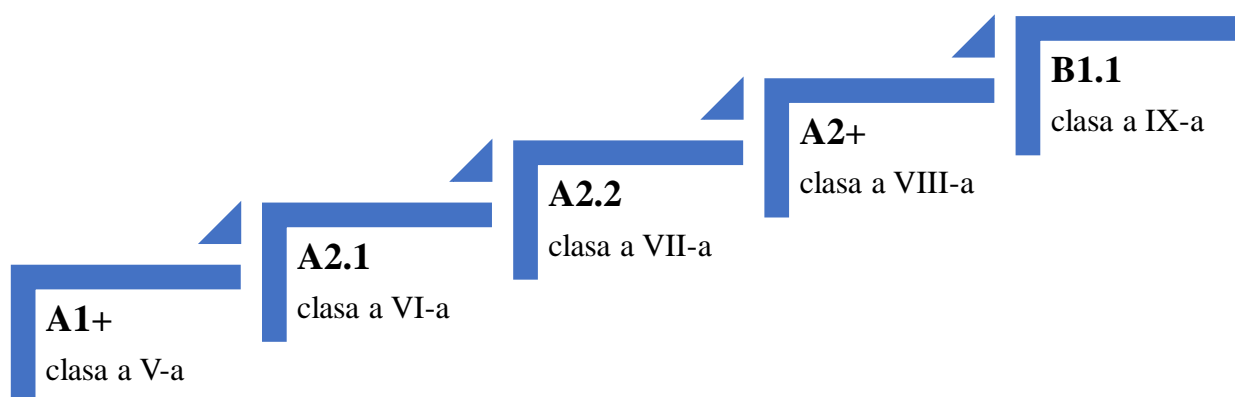 A1+
clasa a V-a
A2.1
clasa a VI-a
A2.2
clasa a VII-a
A2+
clasa a VIII-a
B1.1
clasa a IX-a